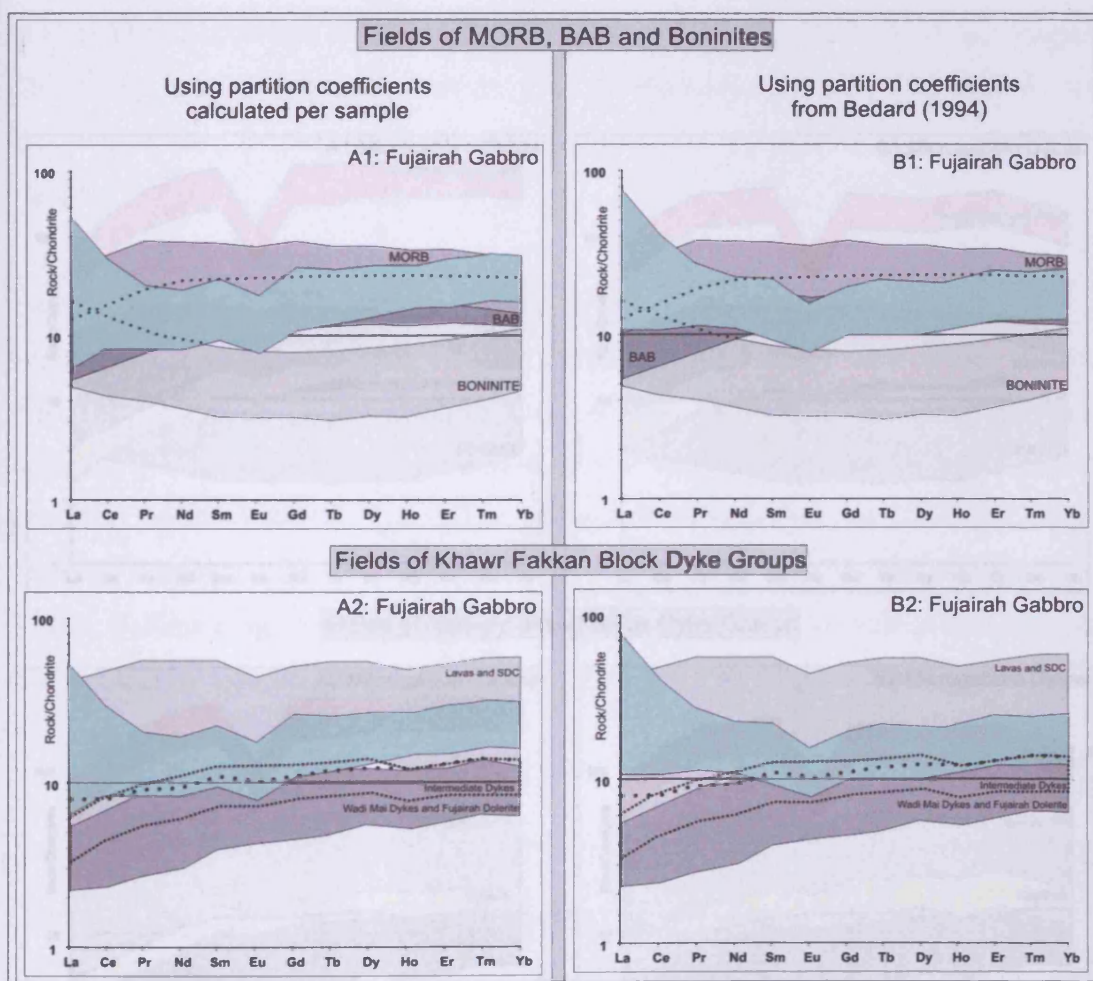 Fields of MORB, BAB and Boninites
Using partition coefficients
calculated per sample
Using partition coefficients
from Bedard (1994)
A1: Fujairah Gabbro
100
Rock/Chondrite
10
1
MORB
BAB
BONINITE
La Ce Pr Nd Sm Eu Gd Tb Dy Ho Er Tm Yb
B1: Fujairah Gabbro
100
Rock/Chondrite
10
1
MORB
BAB
BONINITE
La Ce Pr Nd Sm Eu Gd Tb Dy Ho Er Tm Yb
Fields of Khawr Fakkan Block Dyke Groups
A2: Fujairah Gabbro
100
Rock/Chondrite
10
1
Lavas and SDC
Intermediate Dykes
Wadi Mai Dykes and Fujairah Dolerite
La Ce Pr Nd Sm Eu Gd Tb Dy Ho Er Tm Yb
B2: Fujairah Gabbro
100
Rock/Chondrite
10
1
Lavas and SDC
Intermediate Dykes
Wadi Mai Dykes and Fujairah Dolerite
La Ce Pr Nd Sm Eu Gd Tb Dy Ho Er Tm Yb